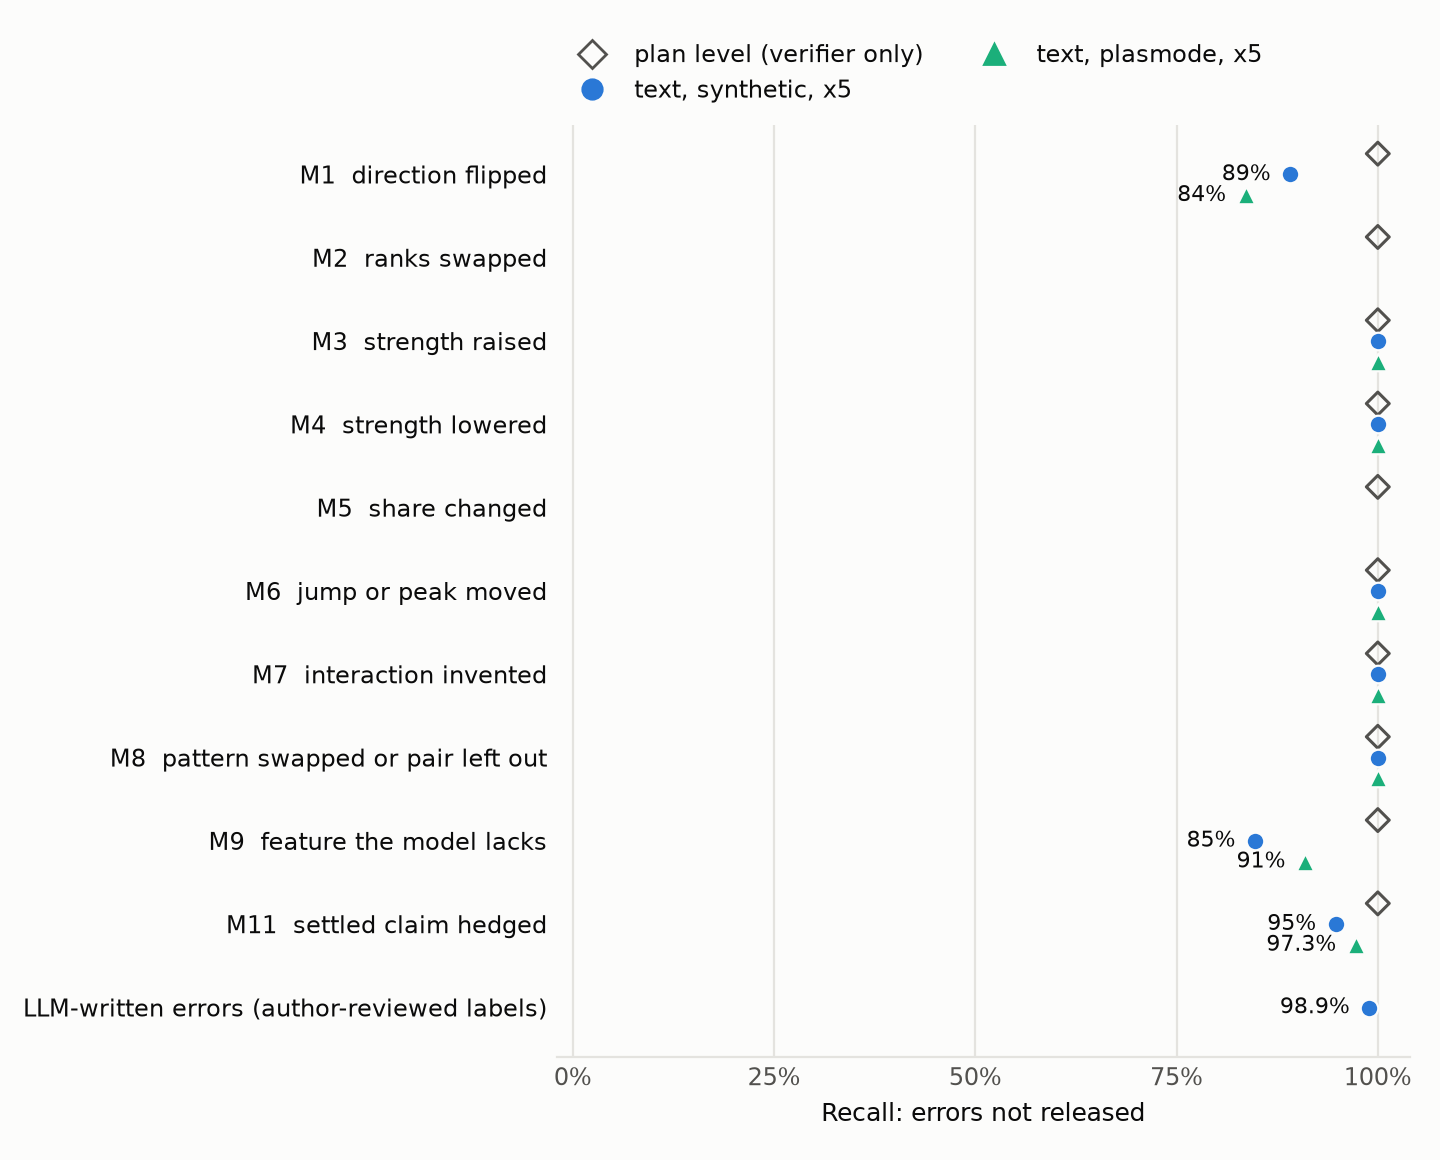 plan level (verifier only)
text, plasmode, x5
text, synthetic, x5
M1 direction flipped
89%
84%
M2 ranks swapped
M3 strength raised
M4 strength lowered
M5 share changed
M6 jump or peak moved
M7 interaction invented
M8 pattern swapped or pair left out
M9 feature the model lacks
85%
91%
M11 settled claim hedged
95%
97.3%
LLM-written errors (author-reviewed labels)
98.9%
0% 25% 50% 75% 100%
Recall: errors not released